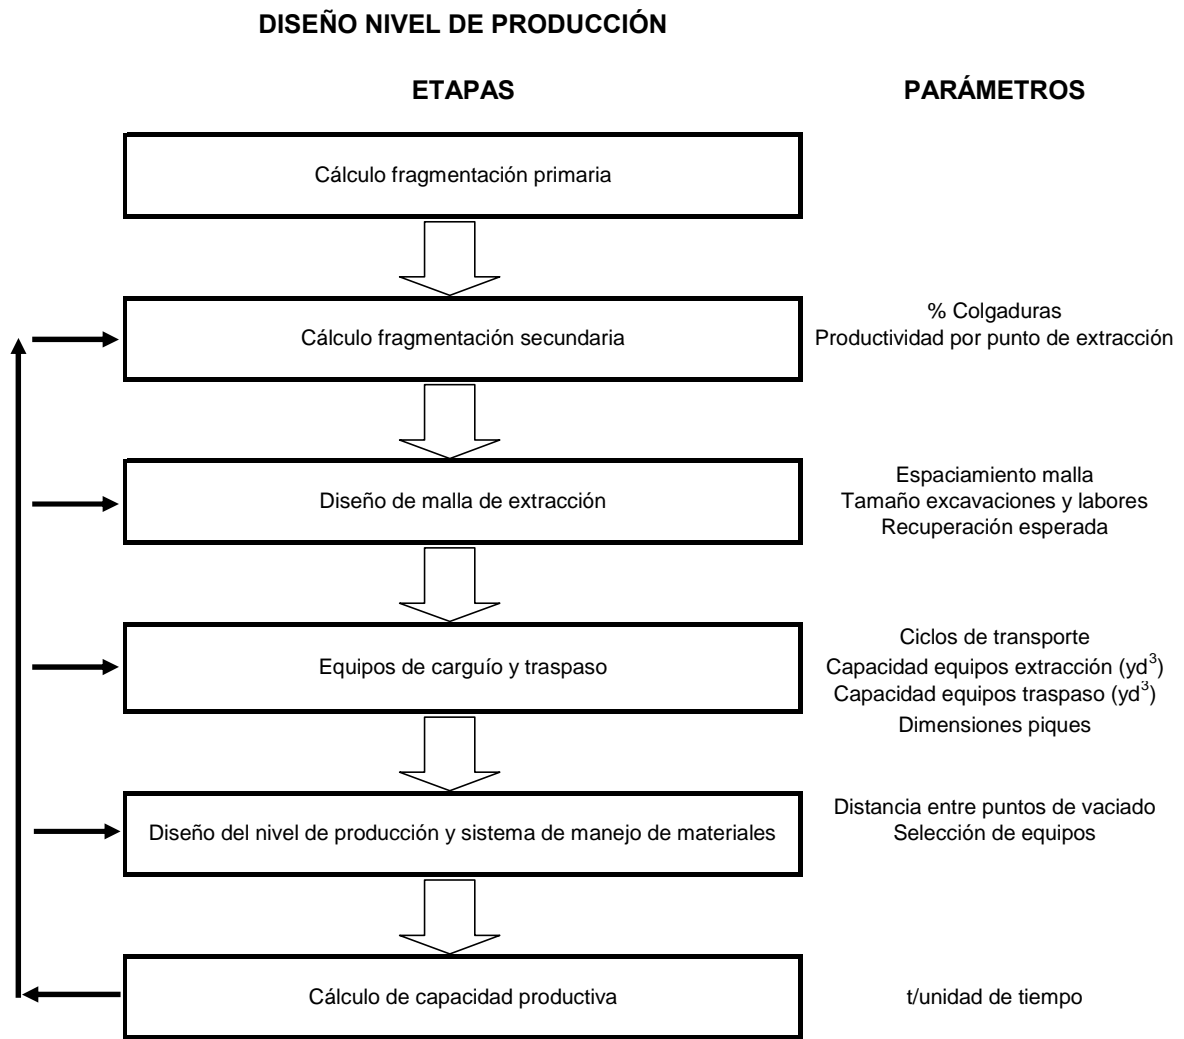 DISEÑO NIVEL DE PRODUCCIÓN
ETAPAS
PARÁMETROS
Cálculo fragmentación primaria
Cálculo fragmentación secundaria
% Colgaduras
Productividad por punto de extracción
Diseño de malla de extracción
Espaciamiento malla
Tamaño excavaciones y labores
Recuperación esperada
Equipos de carguío y traspaso
Ciclos de transporte
Capacidad equipos extracción (yd³)
Capacidad equipos traspaso (yd³)
Dimensiones piques
Diseño del nivel de producción y sistema de manejo de materiales
Distancia entre puntos de vaciado
Selección de equipos
Cálculo de capacidad productiva
t/unidad de tiempo